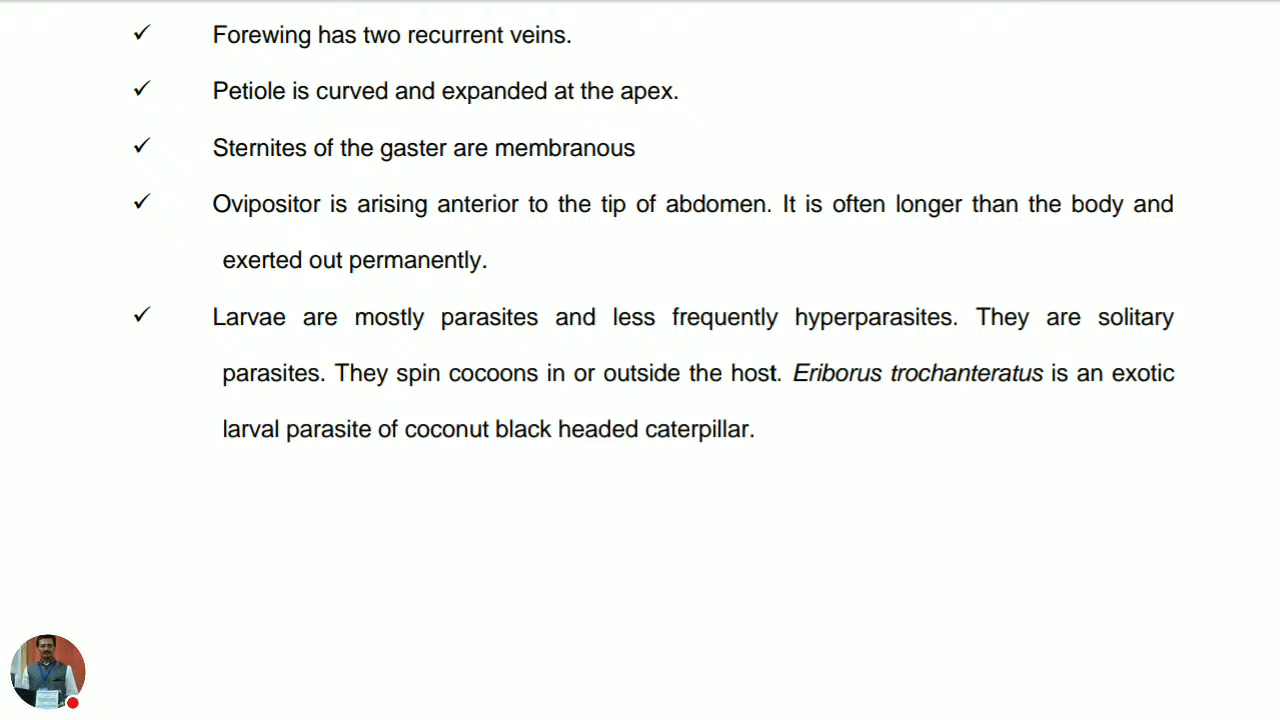 ✓ Forewing has two recurrent veins.
✓ Petiole is curved and expanded at the apex.
✓ Sternites of the gaster are membranous
✓ Ovipositor is arising anterior to the tip of abdomen. It is often longer than the body and
exerted out permanently.
✓ Larvae are mostly parasites and less frequently hyperparasites. They are solitary
parasites. They spin cocoons in or outside the host. Eriborus trochanteratus is an exotic
larval parasite of coconut black headed caterpillar.